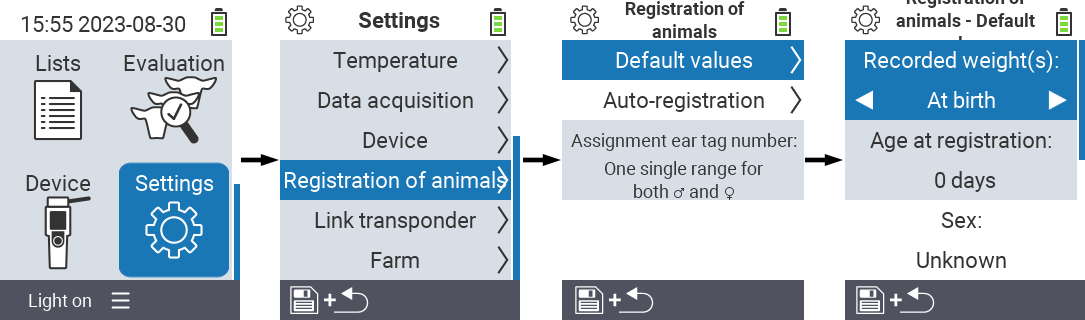 15:55 2023-08-30
Lists
Evaluation
Device
Settings
Light on
Settings
Temperature
Data acquisition
Device
Registration of animals
Link transponder
Farm
+
Registration of
animals
Default values
Auto-registration
Assignment ear tag number:
One single range for
both ♂ and ♀
+
Registration of
animals - Default
Recorded weight(s):
At birth
Age at registration:
0 days
Sex:
Unknown
+